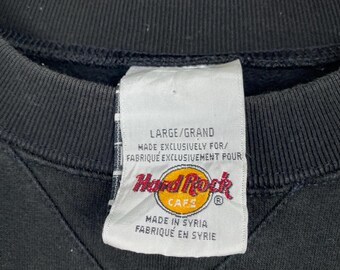 LARGE/GRAND
MADE EXCLUSIVELY FOR/
FABRIQUÉ EXCLUSIVEMENT POUR
Hard Rock
CAFE
®
MADE IN SYRIA
FABRIQUÉ EN SYRIE